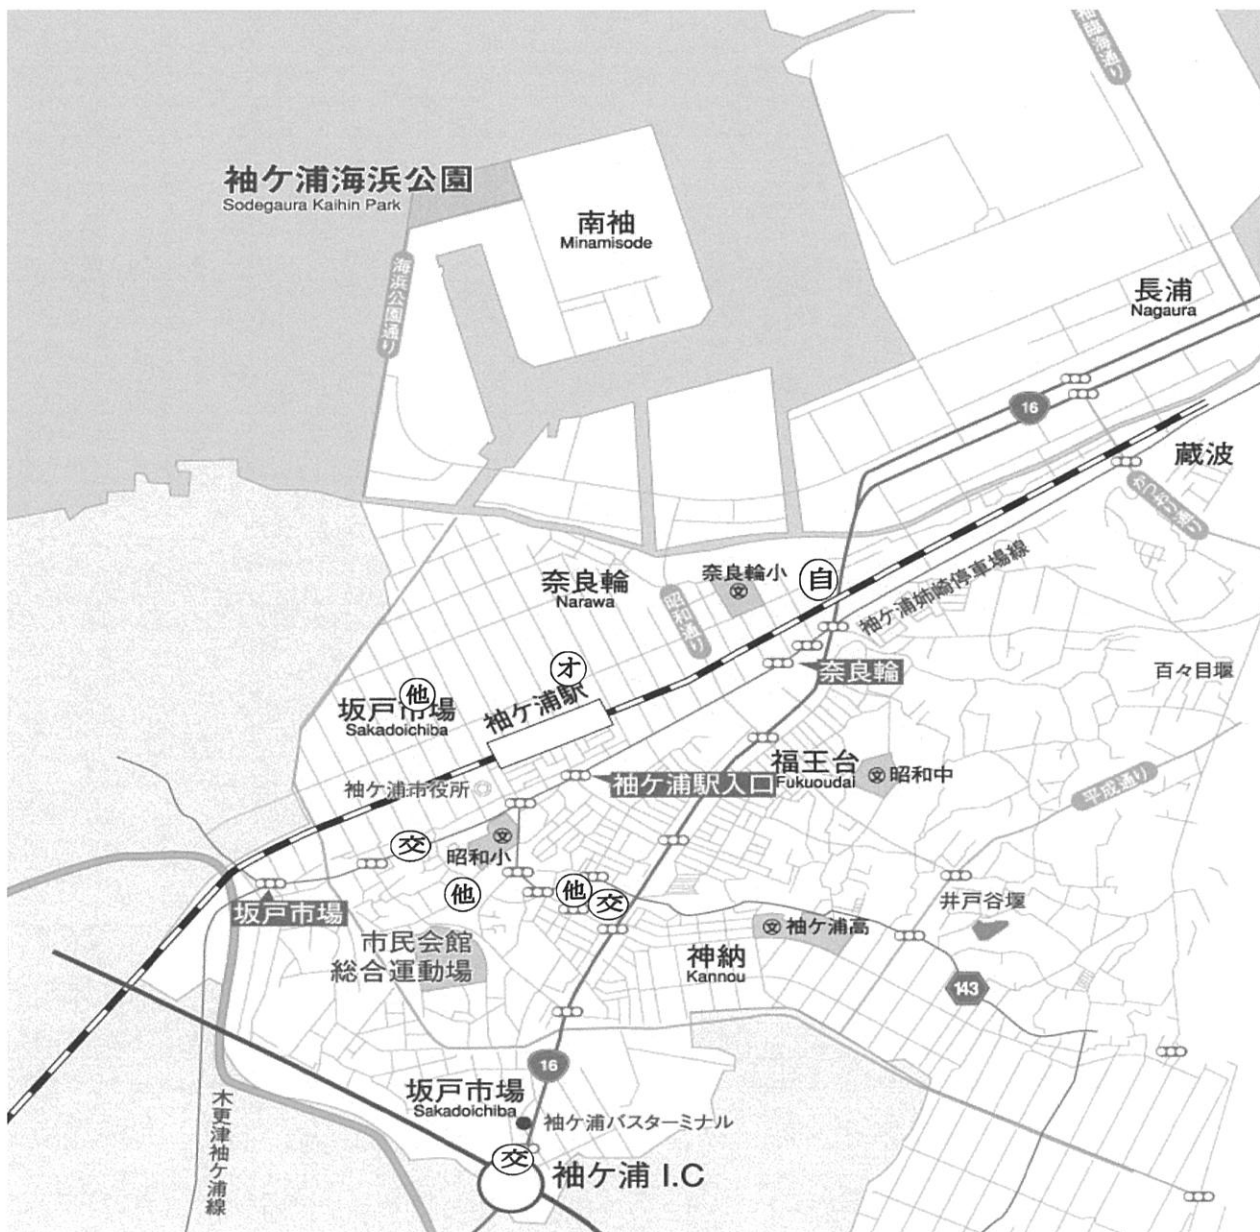 袖ケ浦海浜公園
Sodegaura Kaihin Park
南袖
Minamisode
海浜公園通り
長浦
Nagaura
16
蔵波
奈良輪
Narawa
奈良輪小
文
自
昭和通り
袖ケ浦姉崎停車場線
奈良輪
百々目堰
オ
袖ケ浦駅
他
坂戸市場
Sakadoichiba
袖ケ浦市役所
袖ケ浦駅入口
福王台
Fukuoudai
文
昭和中
平成通り
交
文
昭和小
他
他
交
坂戸市場
市民会館
総合運動場
文
袖ケ浦高
井戸谷堰
神納
Kannou
143
16
坂戸市場
Sakadoichiba
袖ケ浦バスターミナル
木更津袖ケ浦線
交
袖ケ浦 I.C